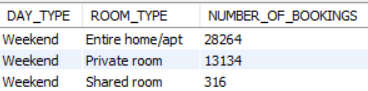 DAY_TYPE ROOM_TYPE NUMBER_OF_BOOKINGS
Weekend Entire home/apt 28264
Weekend Private room 13134
Weekend Shared room 316